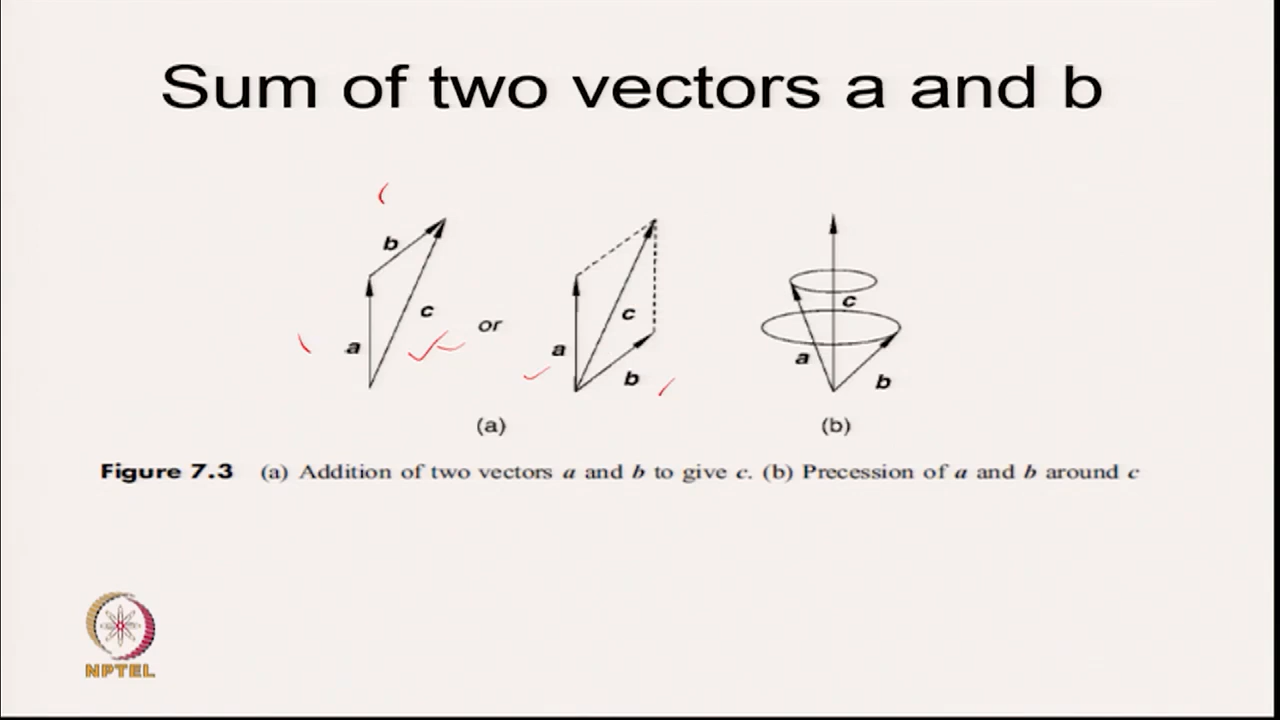 Sum of two vectors a and b
b
c
a
or
a
c
b
c
a
b
(a)
(b)
Figure 7.3 (a) Addition of two vectors a and b to give c. (b) Precession of a and b around c
NPTEL